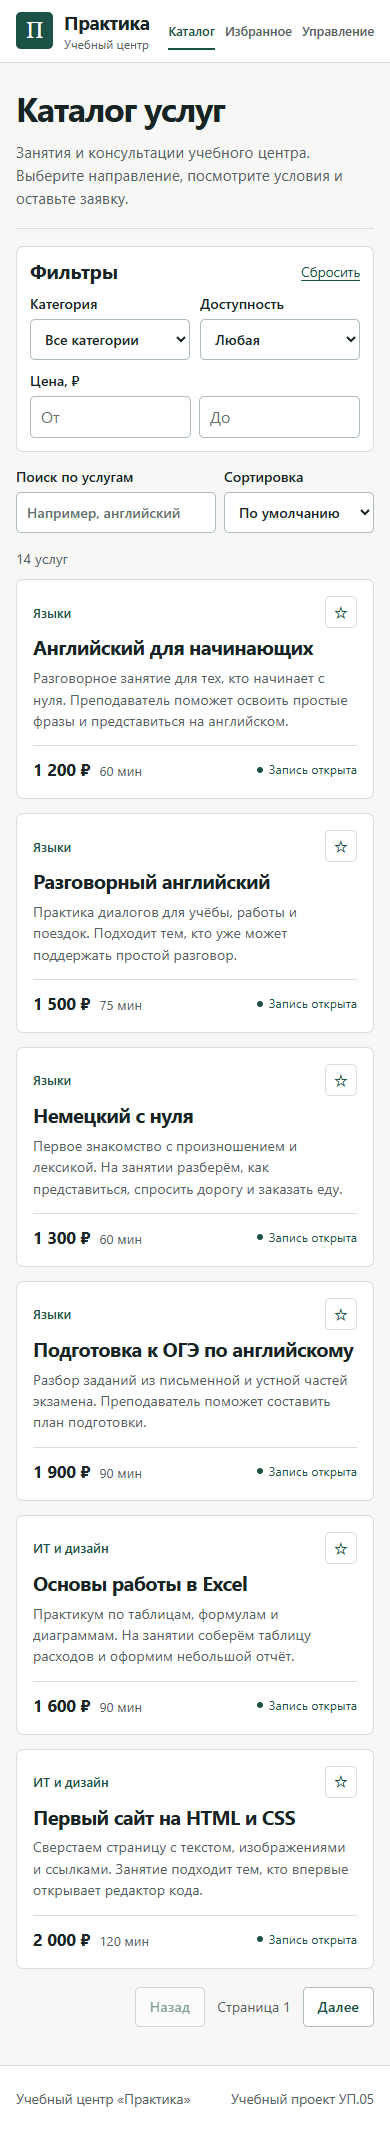 П
Практика
Учебный центр
Каталог Избранное Управление
Каталог услуг
Занятия и консультации учебного центра.
Выберите направление, посмотрите условия и
оставьте заявку.
Фильтры
Сбросить
Категория
Доступность
Все категории
Любая
Цена, ₽
От
До
Поиск по услугам
Сортировка
Например, английский
По умолчанию
14 услуг
Языки
Английский для начинающих
Разговорное занятие для тех, кто начинает с
нуля. Преподаватель поможет освоить простые
фразы и представиться на английском.
1 200 ₽ 60 мин
Запись открыта
Языки
Разговорный английский
Практика диалогов для учёбы, работы и
поездок. Подходит тем, кто уже может
поддержать простой разговор.
1 500 ₽ 75 мин
Запись открыта
Языки
Немецкий с нуля
Первое знакомство с произношением и
лексикой. На занятии разберём, как
представиться, спросить дорогу и заказать еду.
1 300 ₽ 60 мин
Запись открыта
Языки
Подготовка к ОГЭ по английскому
Разбор заданий из письменной и устной частей
экзамена. Преподаватель поможет составить
план подготовки.
1 900 ₽ 90 мин
Запись открыта
ИТ и дизайн
Основы работы в Excel
Практикум по таблицам, формулам и
диаграммам. На занятии соберём таблицу
расходов и оформим небольшой отчёт.
1 600 ₽ 90 мин
Запись открыта
ИТ и дизайн
Первый сайт на HTML и CSS
Сверстаем страницу с текстом, изображениями
и ссылками. Занятие подходит тем, кто впервые
открывает редактор кода.
2 000 ₽ 120 мин
Запись открыта
Назад
Страница 1
Далее
Учебный центр «Практика»
Учебный проект УП.05